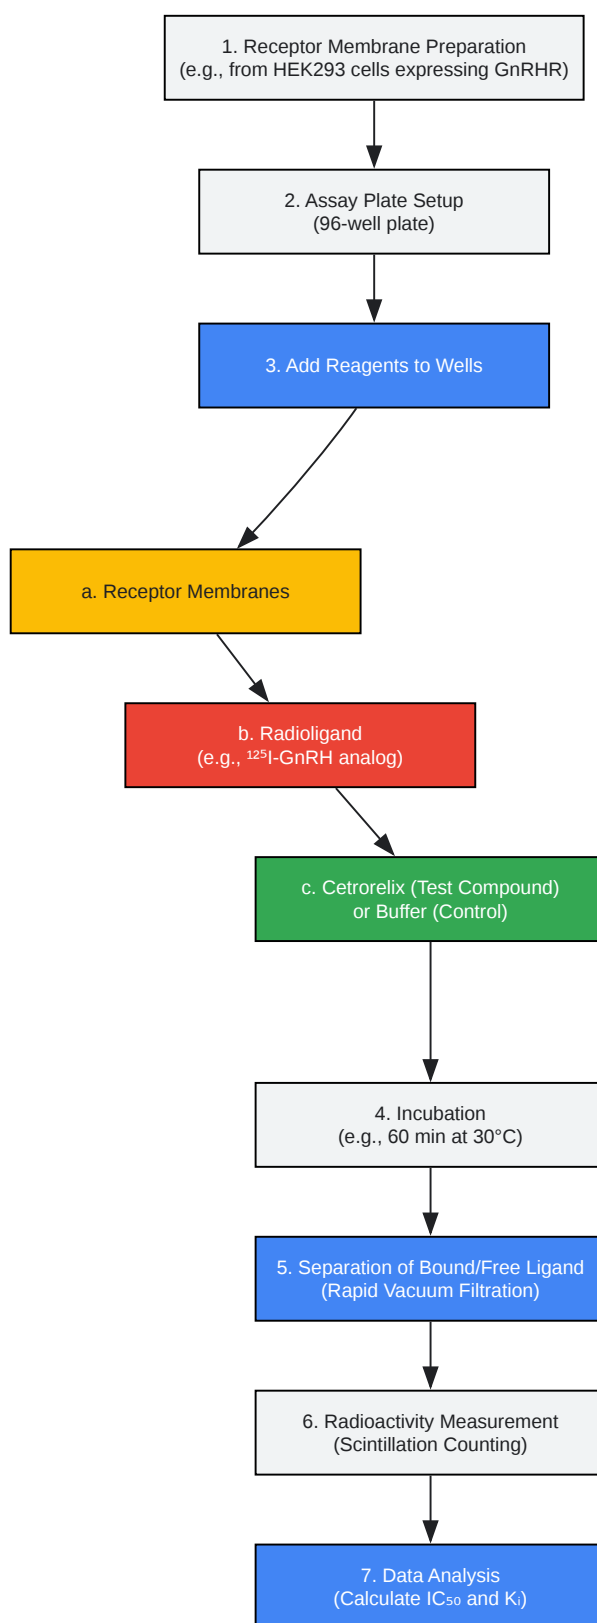 1. Receptor Membrane Preparation
(e.g., from HEK293 cells expressing GnRHR)
2. Assay Plate Setup
(96-well plate)
3. Add Reagents to Wells
a. Receptor Membranes
b. Radioligand
(e.g., ¹²⁵I-GnRH analog)
c. Cetrorelix (Test Compound)
or Buffer (Control)
4. Incubation
(e.g., 60 min at 30°C)
5. Separation of Bound/Free Ligand
(Rapid Vacuum Filtration)
6. Radioactivity Measurement
(Scintillation Counting)
7. Data Analysis
(Calculate IC₅₀ and Kᵢ)